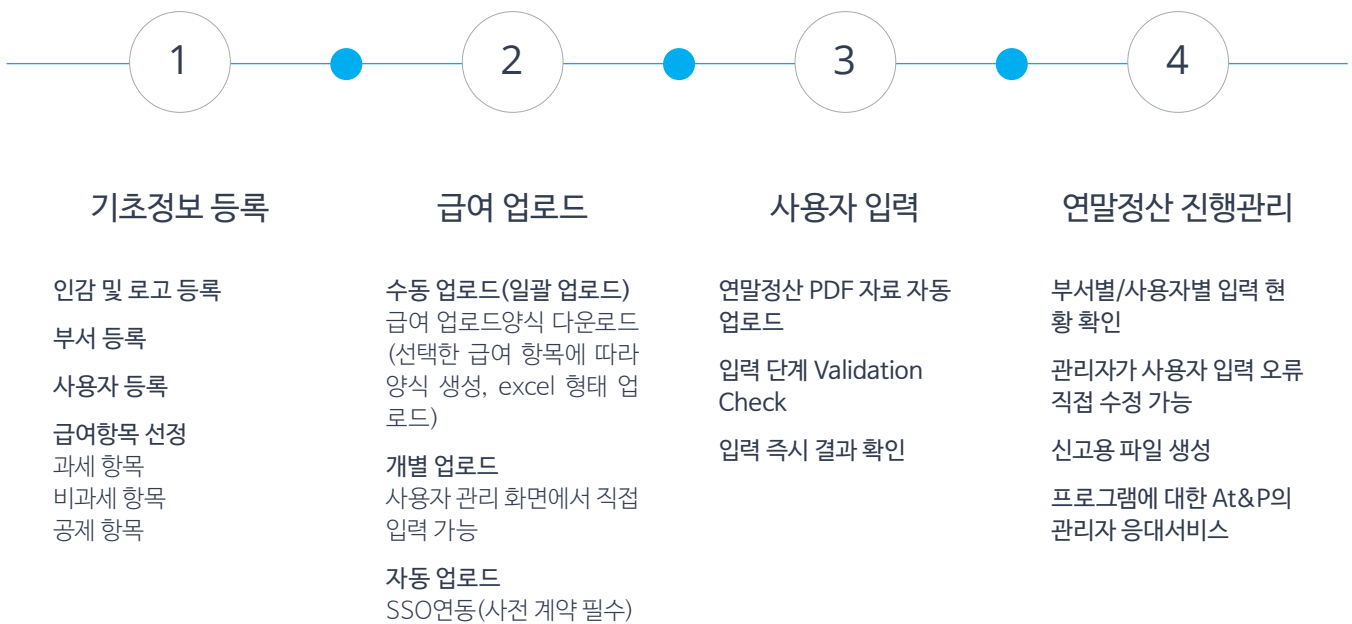 1
2
3
4
기초정보 등록
인감 및 로고 등록
부서 등록
사용자 등록
급여항목 선정
과세 항목
비과세 항목
공제 항목
급여 업로드
수동 업로드(일괄 업로드)
급여 업로드양식 다운로드
(선택한 급여 항목에 따라
양식 생성, excel 형태 업
로드)
개별 업로드
사용자 관리 화면에서 직접
입력 가능
자동 업로드
SSO연동(사전 계약 필수)
사용자 입력
연말정산 PDF 자료 자동
업로드
입력 단계 Validation
Check
입력 즉시 결과 확인
연말정산 진행관리
부서별/사용자별 입력 현
황 확인
관리자가 사용자 입력 오류
직접 수정 가능
신고용 파일 생성
프로그램에 대한 At&P의
관리자 응대서비스